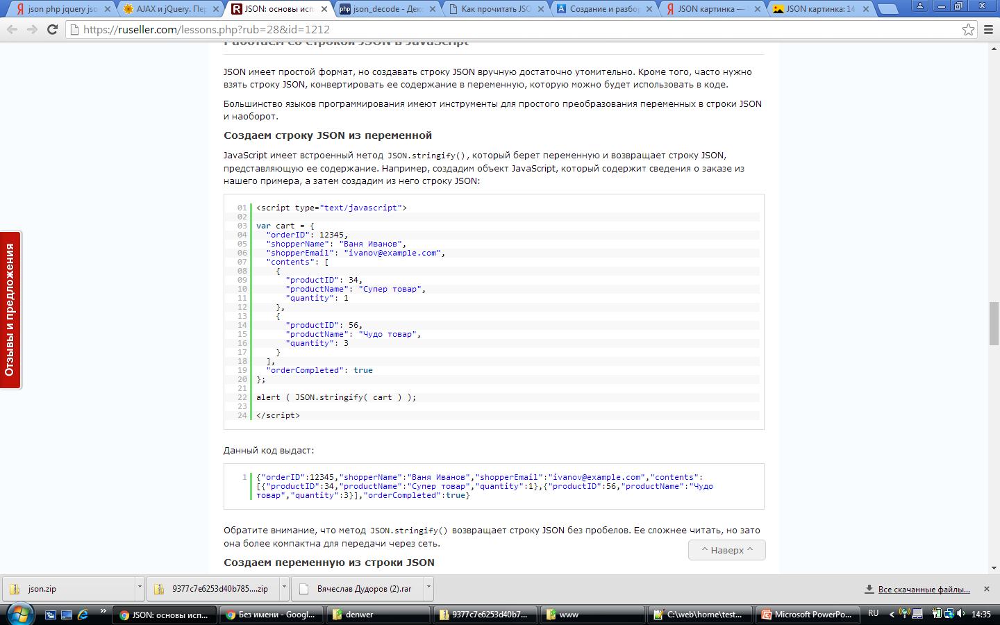 json php jquery jso
AJAX и jQuery. Пер
JSON: основы исп
json_decode - Дек
Как прочитать JSO
Создание и разбор
JSON картинка —
JSON картинка: 14
https://ruseller.com/lessons.php?rub=28&id=1212
Работаем со строкой JSON в JavaScript
JSON имеет простой формат, но создавать строку JSON вручную достаточно утомительно. Кроме того, часто нужно
взять строку JSON, конвертировать ее содержание в переменную, которую можно будет использовать в коде.
Большинство языков программирования имеют инструменты для простого преобразования переменных в строки JSON
и наоборот.
Создаем строку JSON из переменной
JavaScript имеет встроенный метод JSON.stringify(), который берет переменную и возвращает строку JSON,
представляющую ее содержание. Например, создадим объект JavaScript, который содержит сведения о заказе из
нашего примера, а затем создадим из него строку JSON:
01 <script type="text/javascript">
02
03 var cart = {
04 "orderID": 12345,
05 "shopperName": "Ваня Иванов",
06 "shopperEmail": "ivanov@example.com",
07 "contents": [
08 {
09 "productID": 34,
10 "productName": "Супер товар",
11 "quantity": 1
12 },
13 {
14 "productID": 56,
15 "productName": "Чудо товар",
16 "quantity": 3
17 }
18 ],
19 "orderCompleted": true
20 };
21
22 alert ( JSON.stringify( cart ) );
23
24 </script>
Данный код выдаст:
1 {"orderID":12345,"shopperName":"Ваня Иванов","shopperEmail":"ivanov@example.com","contents":
[{"productID":34,"productName":"Супер товар","quantity":1},{"productID":56,"productName":"Чудо
товар","quantity":3}],"orderCompleted":true}
Обратите внимание, что метод JSON.stringify() возвращает строку JSON без пробелов. Ее сложнее читать, но зато
она более компактна для передачи через сеть.
^ Наверх ^
Создаем переменную из строки JSON
Отзывы и предложения
json.zip
9377c7e6253d40b785....zip
Вячеслав Дудоров (2).rar
Все скачанные файлы...
JSON: основы исп...
Без имени - Googl...
denwer
9377c7e6253d40b7...
www
C:\web\home\test...
Microsoft PowerPo...
RU
14:35